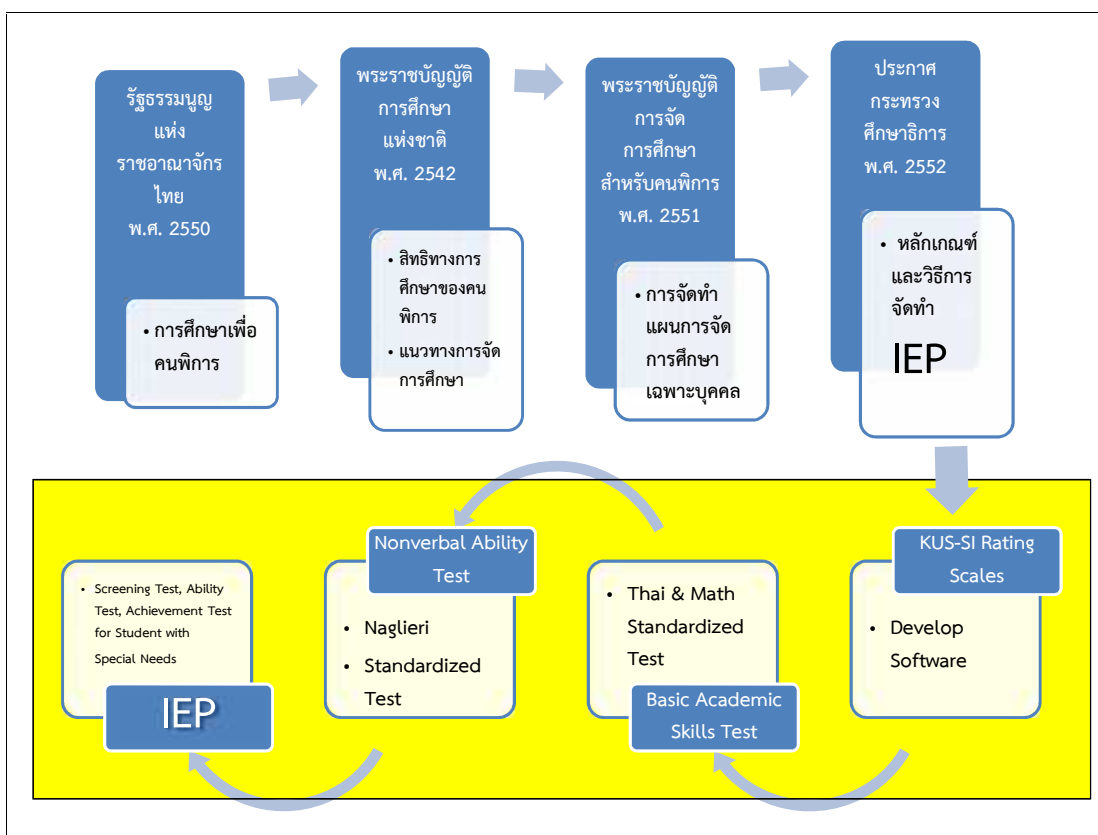 รัฐธรรมนูญ
แห่ง
ราชอาณาจักร
ไทย
พ.ศ. 2550
• การศึกษาเพื่อ
คนพิการ
พระราชบัญญัติ
การศึกษา
แห่งชาติ
พ.ศ. 2542
• สิทธิทางการ
ศึกษาของคน
พิการ
• แนวทางการจัด
การศึกษา
พระราชบัญญัติ
การจัด
การศึกษา
สำหรับคนพิการ
พ.ศ. 2551
• การจัดทำ
แผนการจัด
การศึกษา
เฉพาะบุคคล
ประกาศ
กระทรวง
ศึกษาธิการ
พ.ศ. 2552
• หลักเกณฑ์
และวิธีการ
จัดทำ
IEP
KUS-SI Rating
Scales
• Develop
Software
• Thai & Math
Standardized
Test
Basic Academic
Skills Test
Nonverbal Ability
Test
• Naglieri
• Standardized
Test
• Screening Test, Ability
Test, Achievement Test
for Student with
Special Needs
IEP